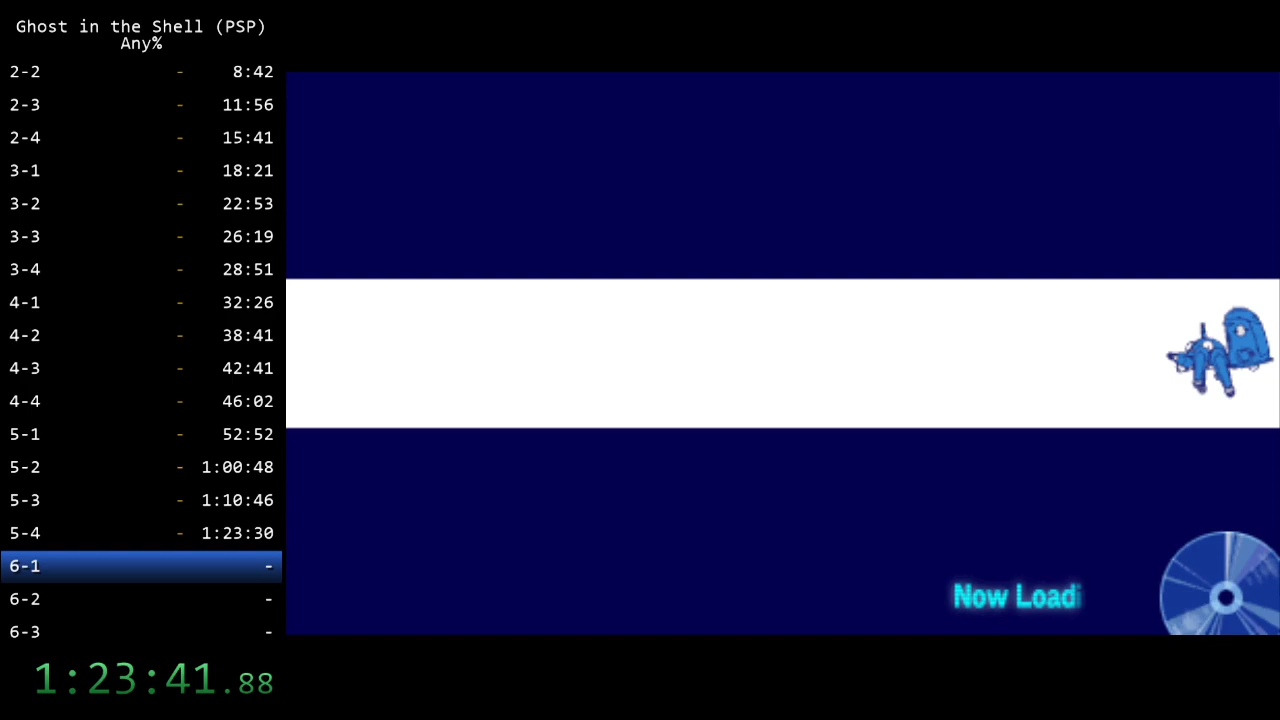 Ghost in the Shell (PSP)
Any%
2-2 - 8:42
2-3 - 11:56
2-4 - 15:41
3-1 - 18:21
3-2 - 22:53
3-3 - 26:19
3-4 - 28:51
4-1 - 32:26
4-2 - 38:41
4-3 - 42:41
4-4 - 46:02
5-1 - 52:52
5-2 - 1:00:48
5-3 - 1:10:46
5-4 - 1:23:30
6-1 -
6-2 -
6-3 -
Now Loadi
1:23:41.88